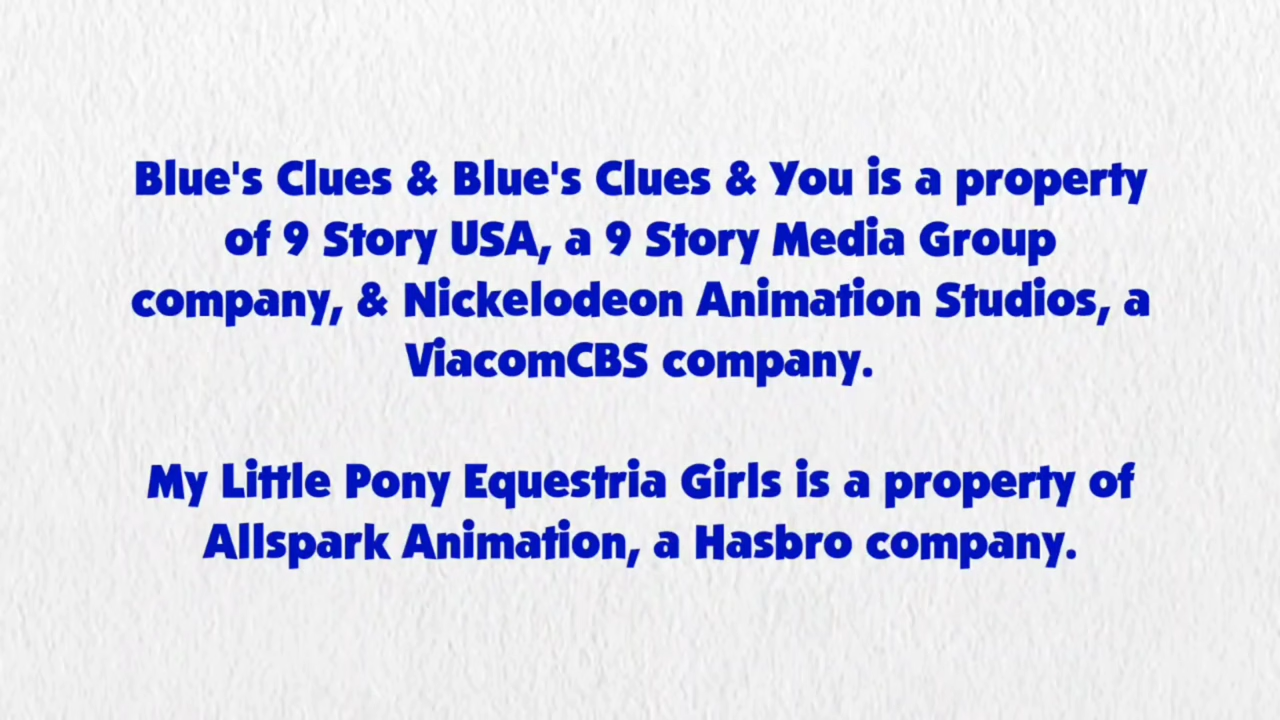 Blue's Clues & Blue's Clues & You is a property
of 9 Story USA, a 9 Story Media Group
company, & Nickelodeon Animation Studios, a
ViacomCBS company.
My Little Pony Equestria Girls is a property of
Allspark Animation, a Hasbro company.